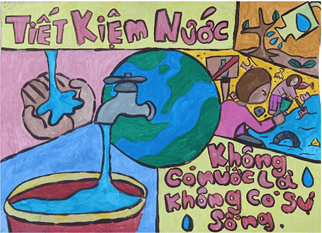 TIẾT KIỆM NƯỚC
Không
Có nước là
không có sự
sống.